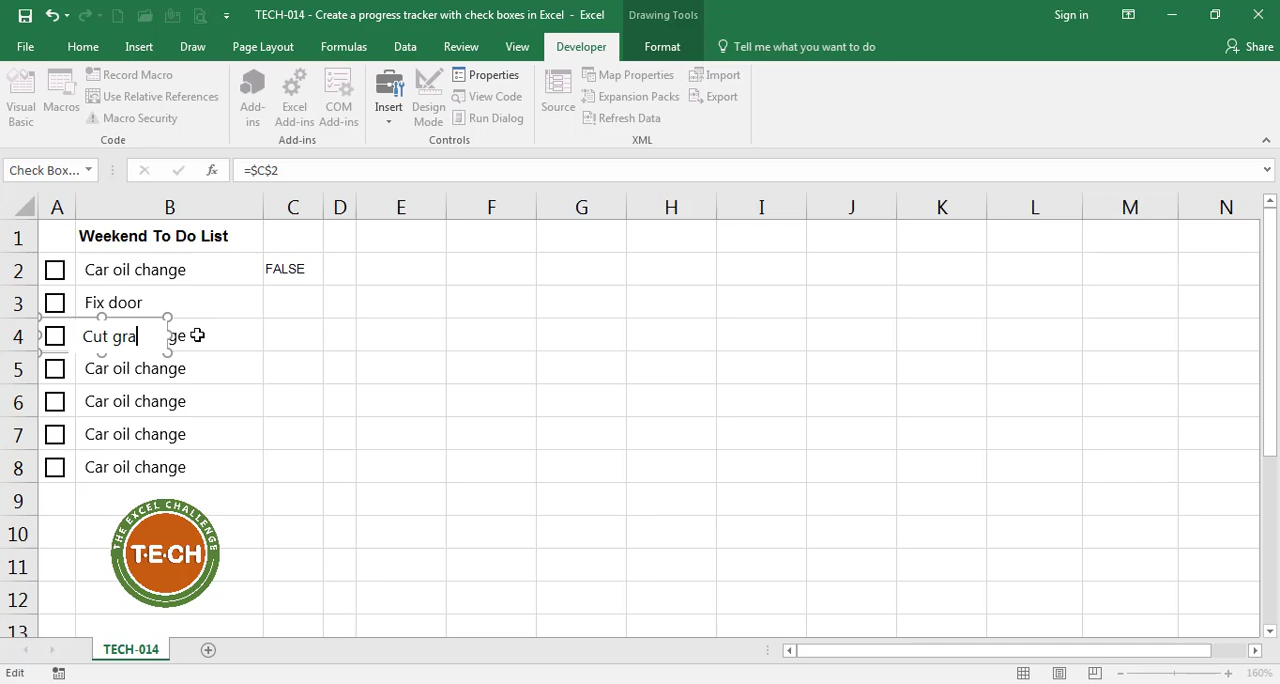 TECH-014 - Create a progress tracker with check boxes in Excel - Excel
Drawing Tools
Sign in
File Home Insert Draw Page Layout Formulas Data Review View Developer Format Tell me what you want to do Share
Visual Basic
Macros
Record Macro
Use Relative References
Macro Security
Code
Add-ins
Excel Add-ins
COM Add-ins
Add-ins
Insert
Design Mode
Properties
View Code
Run Dialog
Controls
Source
Map Properties
Expansion Packs
Refresh Data
Import
Export
XML
Check Box... fx =$C$2
A B C D E F G H I J K L M N
1 Weekend To Do List
2 Car oil change FALSE
3 Fix door
4 Cut gra ge
5 Car oil change
6 Car oil change
7 Car oil change
8 Car oil change
9
10
11
12
13
THE EXCEL CHALLENGE
T·E·CH
TECH-014
Edit 160%